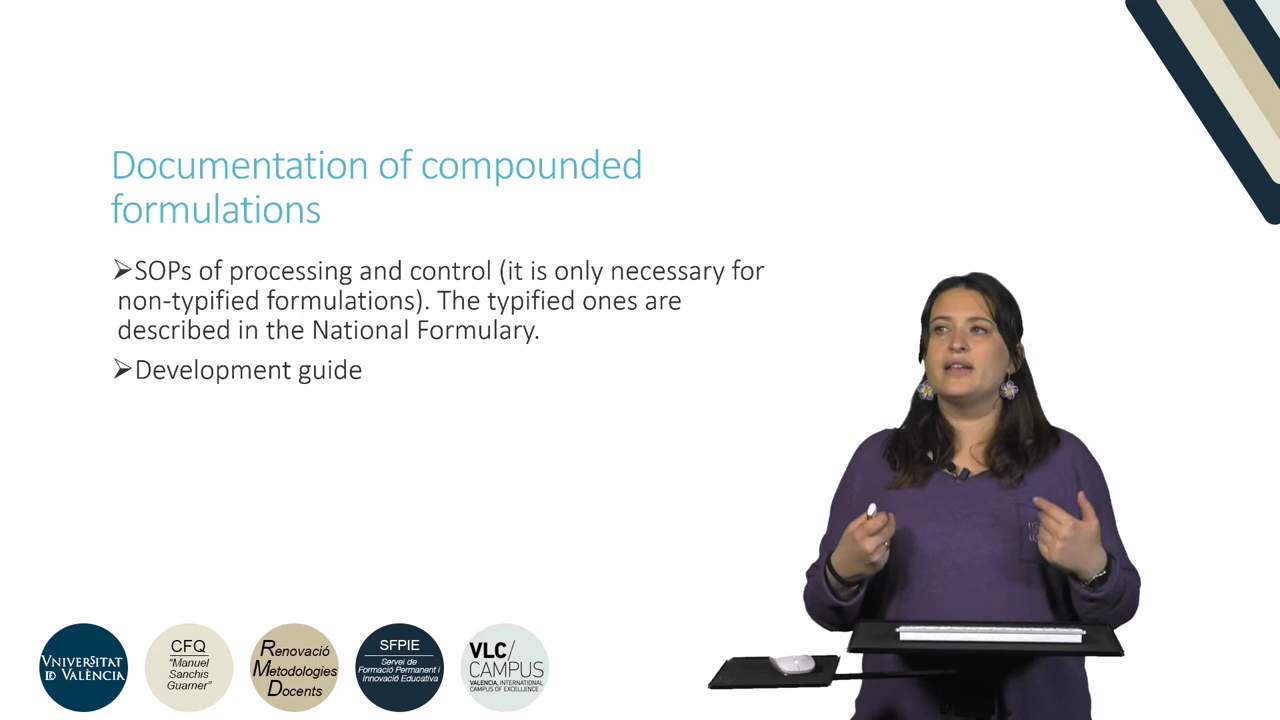 Documentation of compounded
formulations
➢SOPs of processing and control (it is only necessary for
non-typified formulations). The typified ones are
described in the National Formulary.
➢Development guide
VNIVERSITAT
ID VALÈNCIA
CFQ
"Manuel
Sanchis
Guarner"
Renovació
Metodologies
Docents
SFPIE
Servei de
Formació Permanent i
Innovació Educativa
VLC/
CAMPUS
VALENCIA, INTERNATIONAL
CAMPUS OF EXCELLENCE